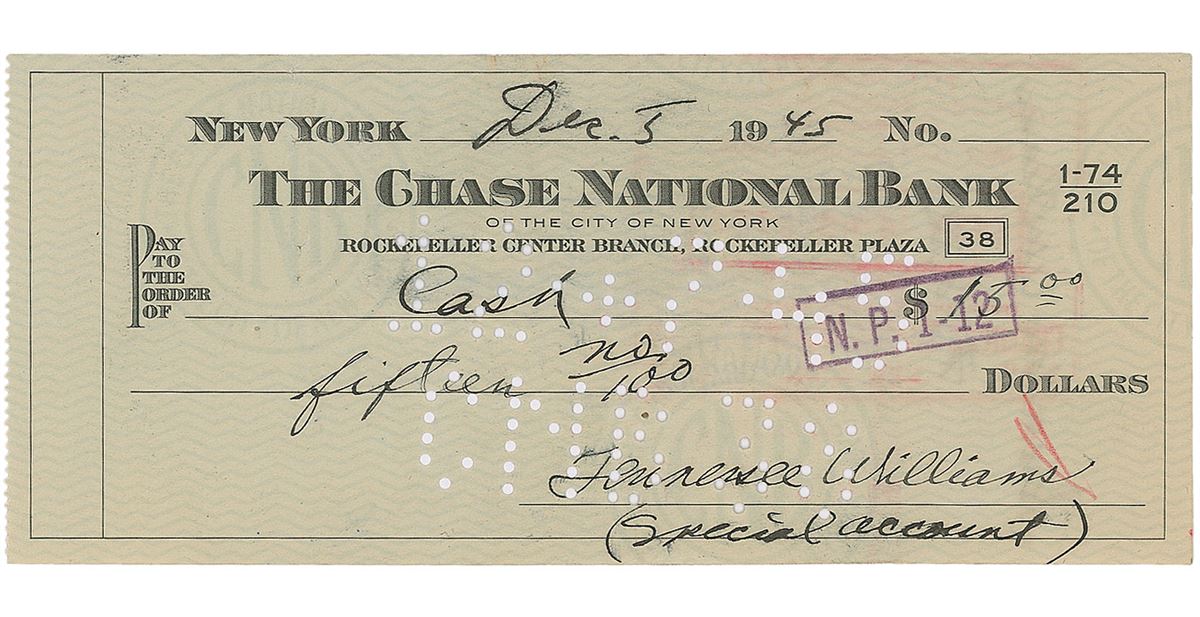 NEW YORK Dec. 5 1945 No.
THE CHASE NATIONAL BANK 1-74/210
OF THE CITY OF NEW YORK
ROCKEFELLER CENTER BRANCH, ROCKEFELLER PLAZA 38
PAY TO THE ORDER OF Cash $ 15 00
N. P. 1-12
fifteen no/100 DOLLARS
Tennessee Williams
(Special account)